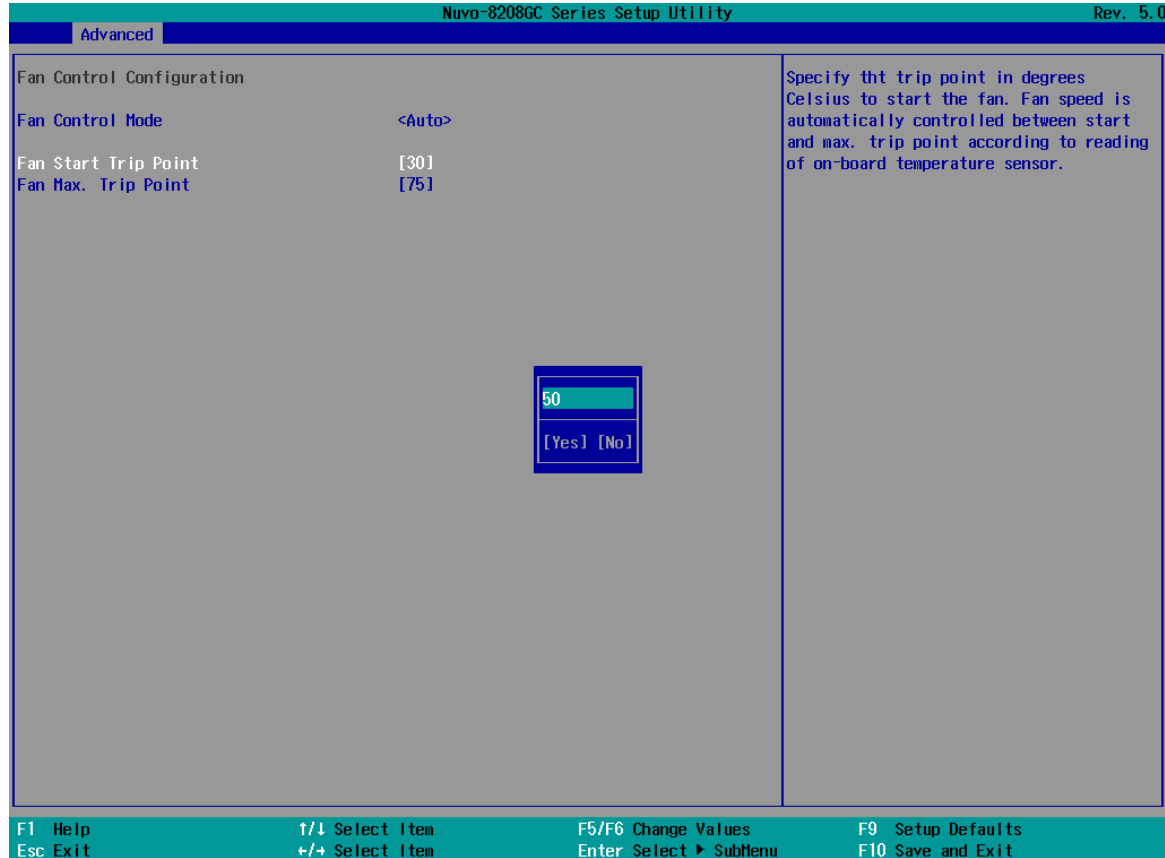 Nuvo-8208GC Series Setup Utility Rev. 5.0
Advanced
Fan Control Configuration
Fan Control Mode <Auto>
Fan Start Trip Point [30]
Fan Max. Trip Point [75]
Specify tht trip point in degrees
Celsius to start the fan. Fan speed is
automatically controlled between start
and max. trip point according to reading
of on-board temperature sensor.
50
[Yes] [No]
F1 Help ↑/↓ Select Item F5/F6 Change Values F9 Setup Defaults
Esc Exit ←/→ Select Item Enter Select ▶ SubMenu F10 Save and Exit